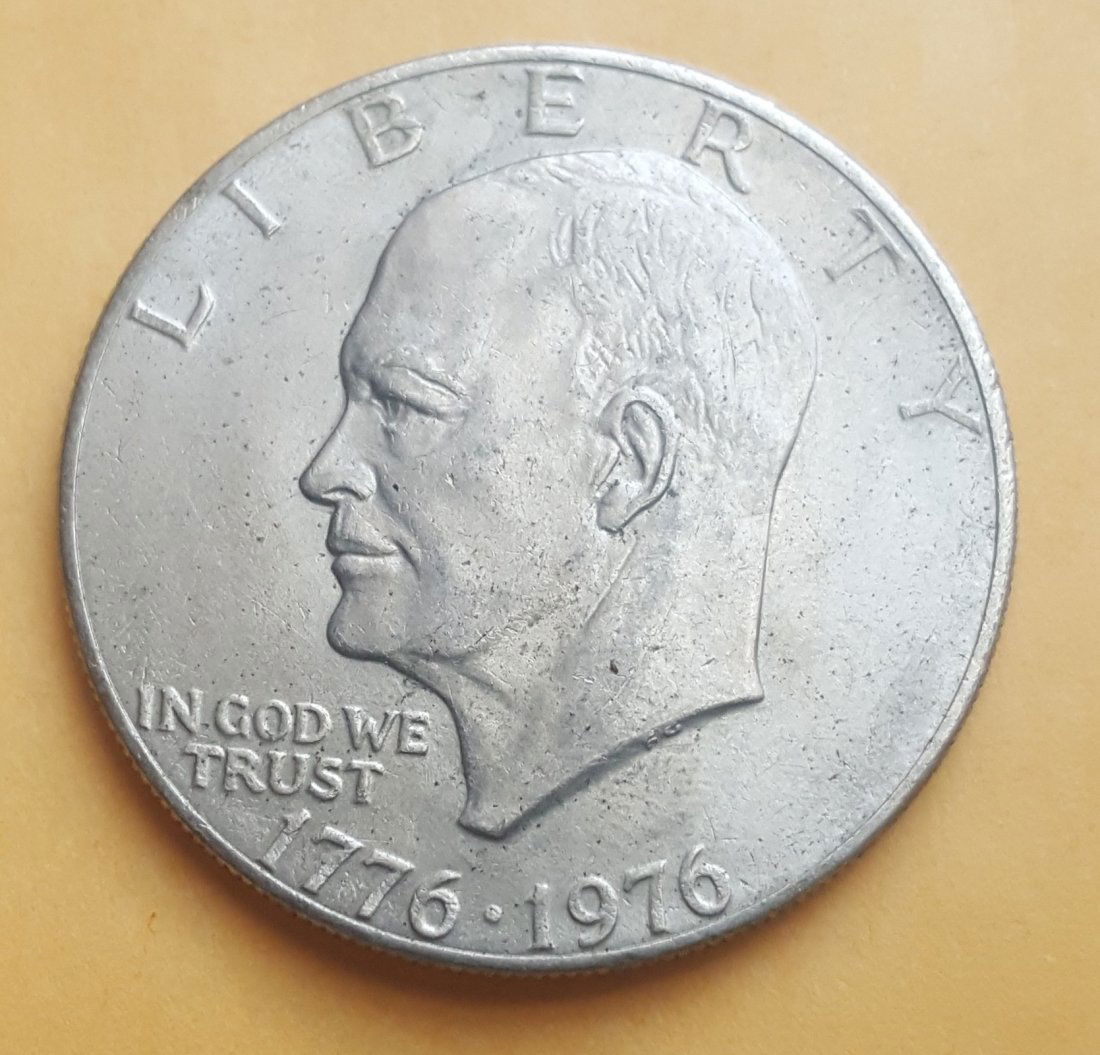 LIBERTY
IN GOD WE
TRUST
1776 · 1976